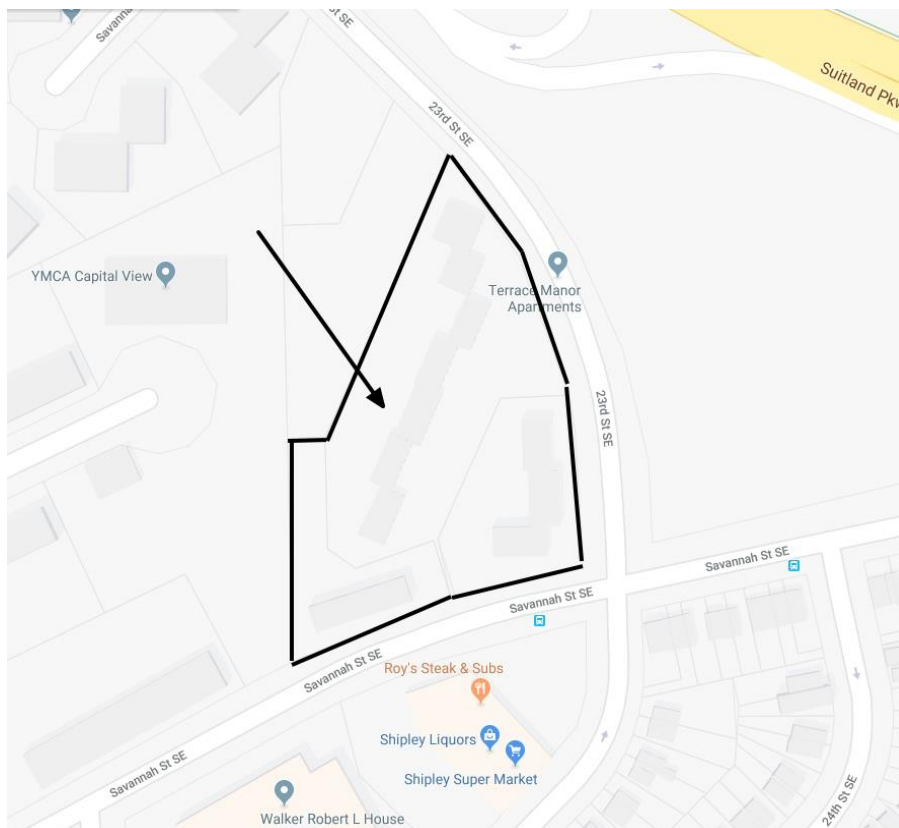 Savannah
St SE
Suitland Pkv
23rd St SE
YMCA Capital View
Terrace Manor
Apartments
23rd St SE
Savannah St SE
Savannah St SE
Savannah St SE
Roy's Steak & Subs
Shipley Liquors
Shipley Super Market
Savannah St SE
24th St SE
Walker Robert L House